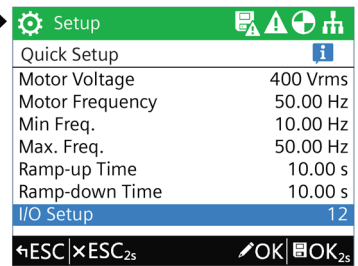 Setup
Quick Setup i
Motor Voltage 400 Vrms
Motor Frequency 50.00 Hz
Min Freq. 10.00 Hz
Max. Freq. 50.00 Hz
Ramp-up Time 10.00 s
Ramp-down Time 10.00 s
I/O Setup 12
ESC|×ESC2s OK|OK2s